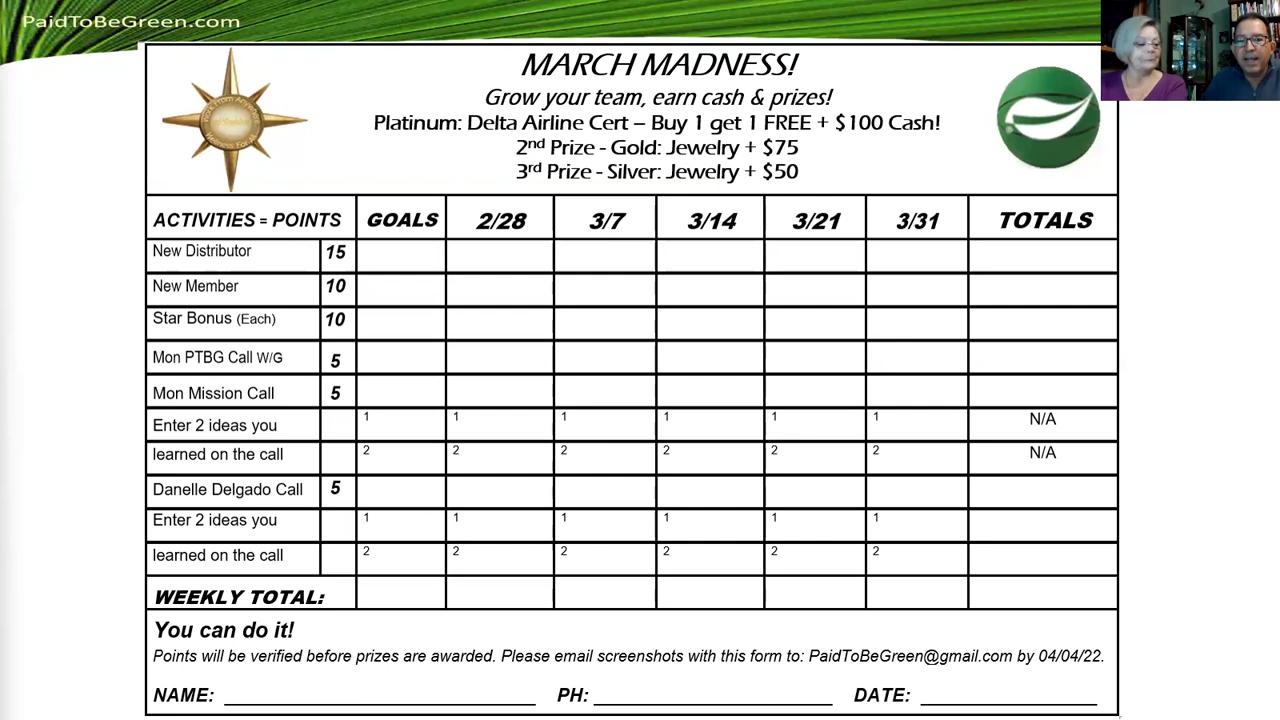 PaidToBeGreen.com
MARCH MADNESS!
Grow your team, earn cash & prizes!
Platinum: Delta Airline Cert – Buy 1 get 1 FREE + $100 Cash!
2nd Prize - Gold: Jewelry + $75
3rd Prize - Silver: Jewelry + $50
Work From Anywhere
Wellness For All
ACTIVITIES = POINTS GOALS 2/28 3/7 3/14 3/21 3/31 TOTALS
New Distributor 15
New Member 10
Star Bonus (Each) 10
Mon PTBG Call W/G 5
Mon Mission Call 5
Enter 2 ideas you 1 1 1 1 1 1 N/A
learned on the call 2 2 2 2 2 2 N/A
Danelle Delgado Call 5
Enter 2 ideas you 1 1 1 1 1 1
learned on the call 2 2 2 2 2 2
WEEKLY TOTAL:
You can do it!
Points will be verified before prizes are awarded. Please email screenshots with this form to: PaidToBeGreen@gmail.com by 04/04/22.
NAME: PH: DATE: